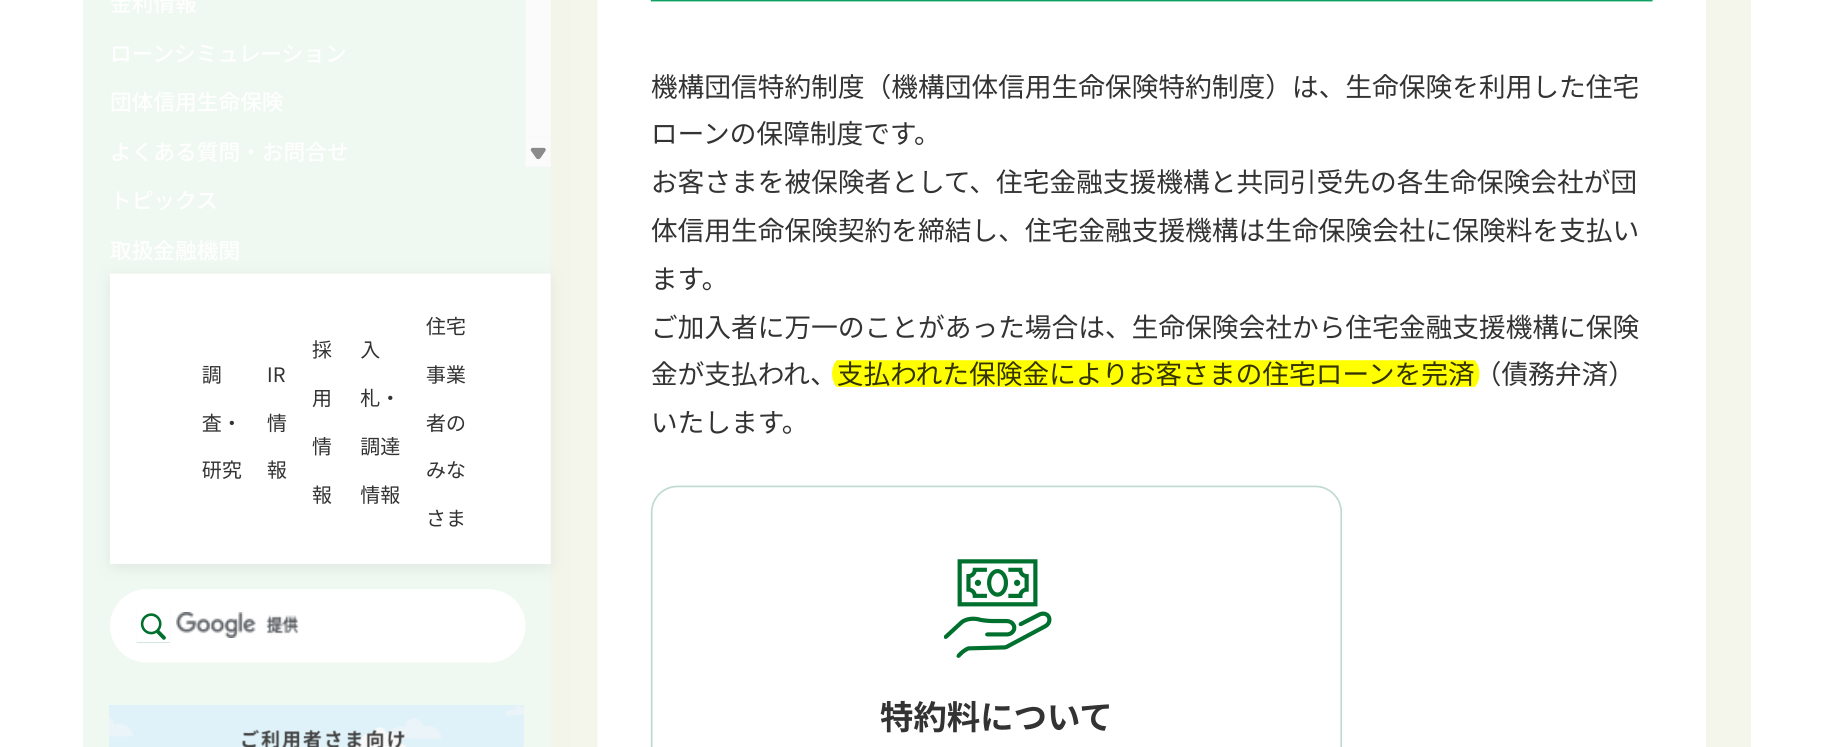 金利情報
ローンシミュレーション
団体信用生命保険
よくある質問・お問合せ
トピックス
取扱金融機関
調
査・
研究
IR
情
報
採
用
情
報
入
札・
調達
情報
住宅
事業
者の
みな
さま
Google 提供
ご利用者さま向け
機構団信特約制度（機構団体信用生命保険特約制度）は、生命保険を利用した住宅
ローンの保障制度です。
お客さまを被保険者として、住宅金融支援機構と共同引受先の各生命保険会社が団
体信用生命保険契約を締結し、住宅金融支援機構は生命保険会社に保険料を支払い
ます。
ご加入者に万一のことがあった場合は、生命保険会社から住宅金融支援機構に保険
金が支払われ、支払われた保険金によりお客さまの住宅ローンを完済（債務弁済）
いたします。
特約料について